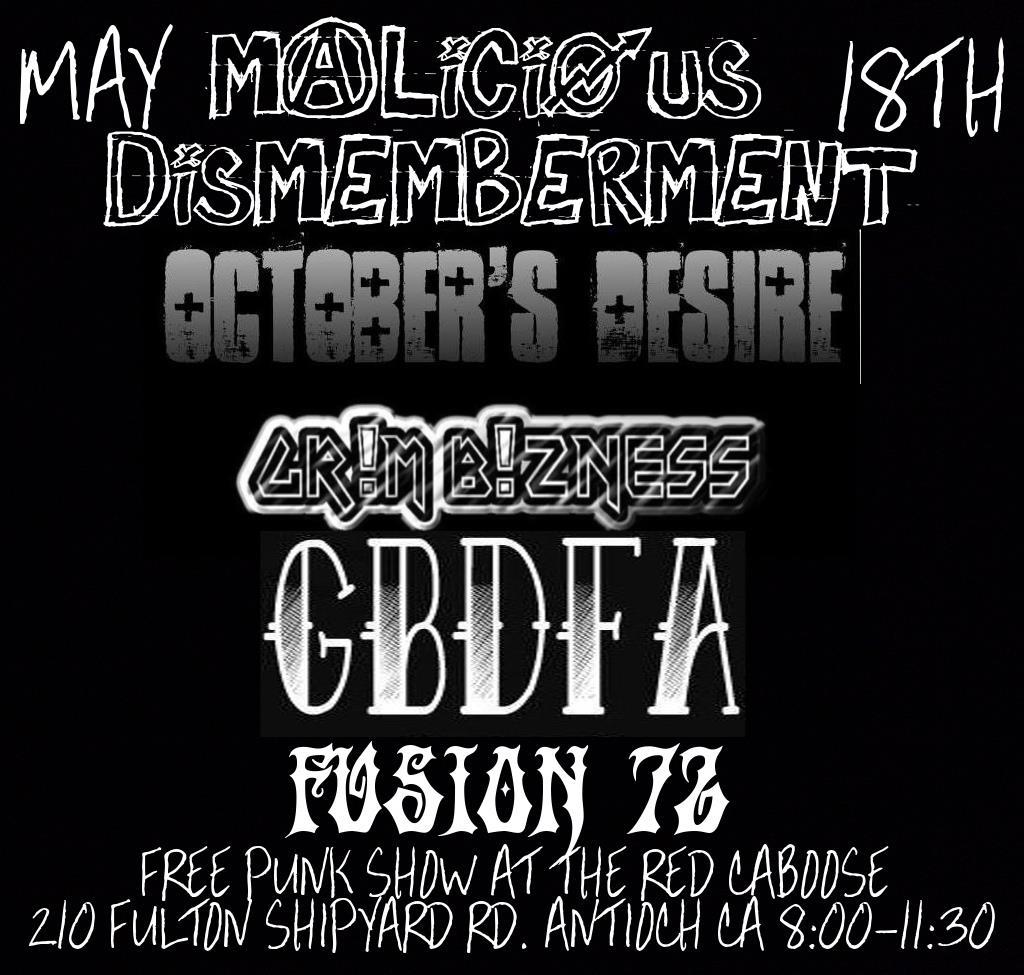 MAY MALiCiOUS 18TH
DiSMEMBERMENT
OCTOBER'S DESIRE
GR!M B!ZNESS
GBDFA
FUSION 72
FREE PUNK SHOW AT THE RED CABOOSE
210 FULTON SHIPYARD RD. ANTIOCH CA 8:00-11:30